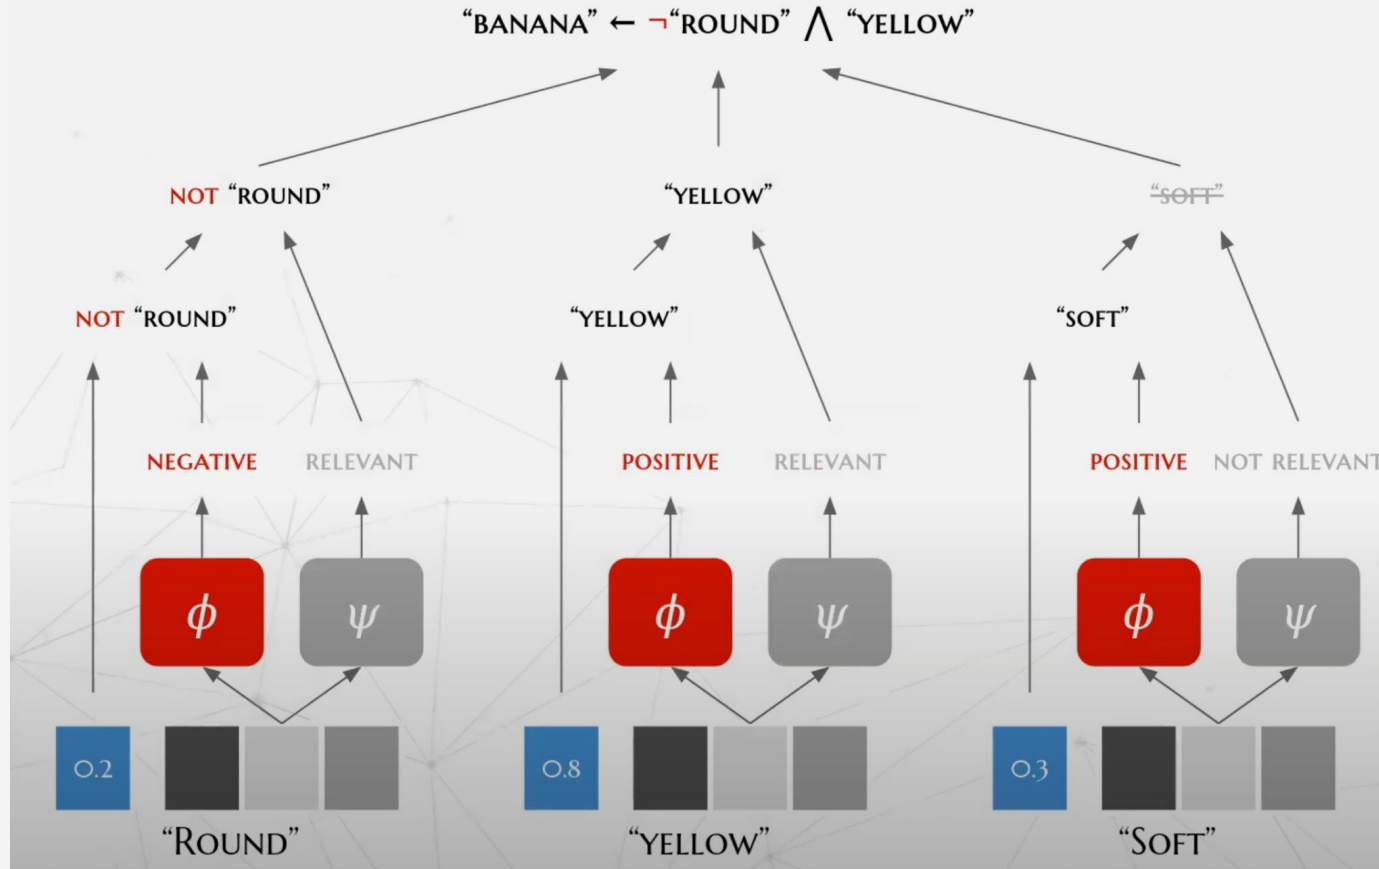 “BANANA” ← ¬“ROUND” ⋀ “YELLOW”
NOT “ROUND”
“YELLOW”
“SOFT”
NOT “ROUND”
“YELLOW”
“SOFT”
NEGATIVE RELEVANT
POSITIVE RELEVANT
POSITIVE NOT RELEVANT
ϕ ψ
ϕ ψ
ϕ ψ
0.2
0.8
0.3
“ROUND”
“YELLOW”
“SOFT”